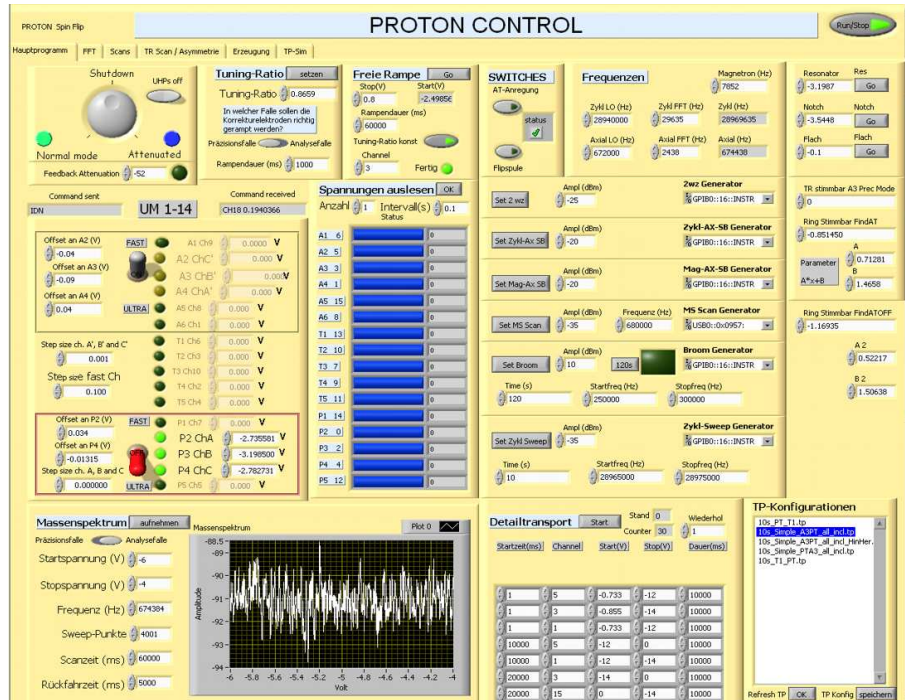 PROTON Spin Flip
PROTON CONTROL
Run/Stop
Hauptprogramm FFT Scans TR Scan / Asymmetrie Erzeugung TP-Sim
Shutdown
UHPs off
Normal mode Attenuated
Feedback Attenuation -52
Tuning-Ratio setzen
Tuning-Ratio 0.8659
In welcher Falle sollen die
Korrekturelektroden richtig
gerampt werden?
Präzisionsfalle Analysefalle
Rampendauer (ms) 1000
Freie Rampe Go
Stop(V) Start(V)
0.8 -2.49856
Rampendauer (ms)
60000
Tuning-Ratio konst
Channel
3 Fertig
SWITCHES
AT-Anregung
status
Flipspule
Frequenzen
Magnetron (Hz)
7852
Zykl LO (Hz) Zykl FFT (Hz) Zykl (Hz)
28940000 29635 28969635
Axial LO (Hz) Axial FFT (Hz) Axial (Hz)
672000 2438 674438
Resonator Res
-3.1987 Go
Notch Notch
-3.5448 Go
Flach Flach
-0.1 Go
Command sent
IDN
UM 1-14
Command received
CH18 0.1940366
Offset an A2 (V)
-0.04
Offset an A3 (V)
-0.09
Offset an A4 (V)
0.04
FAST
ULTRA
A1 Ch9 0.0000 V
A2 ChC' 0.000 V
A3 ChB' 0.000 V
A4 ChA' 0.000 V
A5 Ch8 0.000 V
A6 Ch1 0.000 V
Step size ch. A', B' and C'
0.001
Step size fast Ch
0.100
T1 Ch6 0.000 V
T2 Ch3 0.000 V
T3 Ch10 0.000 V
T4 Ch2 0.000 V
T5 Ch4 0.000 V
Offset an P2 (V)
0.034
Offset an P4 (V)
-0.01315
Step size ch. A, B and C
0.000000
FAST
ULTRA
P1 Ch7 0.000 V
P2 ChA -2.735581 V
P3 ChB -3.198500 V
P4 ChC -2.782731 V
P5 Ch5 0.000 V
Spannungen auslesen OK
Anzahl 1 Intervall(s) 0.1
Status
A1 6 0
A2 5 0
A3 3 0
A4 1 0
A5 15 0
A6 8 0
T1 13 0
T2 10 0
T3 7 0
T4 9 0
T5 11 0
P1 14 0
P2 0 0
P3 2 0
P4 4 0
P5 12 0
Ampl (dBm) 2wz Generator
Set 2 wz -25 GPIB0::16::INSTR
Ampl (dBm) Zykl-AX-SB Generator
Set Zykl-Ax SB -20 GPIB0::16::INSTR
Ampl (dBm) Mag-AX-SB Generator
Set Mag-Ax SB -20 GPIB0::16::INSTR
Ampl (dBm) Frequenz (Hz) MS Scan Generator
Set MS Scan -35 680000 USB0::0x0957:
Ampl (dBm) Broom Generator
Set Broom 10 120s GPIB0::16::INSTR
Time (s) Startfreq (Hz) Stopfreq (Hz)
120 250000 300000
Ampl (dBm) Zykl-Sweep Generator
Set Zykl Sweep -35 GPIB0::16::INSTR
Time (s) Startfreq (Hz) Stopfreq (Hz)
10 28965000 28975000
TR stimmbar A3 Prec Mode
0
Ring Stimmbar FindAT
-0.851450
Parameter
A*x+B
A
0.71281
B
1.4658
Ring Stimmbar FindATOFF
-1.16935
A 2
0.52217
B 2
1.50638
Massenspektrum aufnehmen
Präzisionsfalle Analysefalle
Startspannung (V) -6
Stopspannung (V) -4
Frequenz (Hz) 674384
Sweep-Punkte 4001
Scanzeit (ms) 60000
Rückfahrzeit (ms) 5000
Massenspektrum Plot 0
Amplitude
-88.5
-89
-90
-91
-92
-93
-94
-6 -5.8 -5.6 -5.4 -5.2 -5 -4.8 -4.6 -4.4 -4.2 -4
Volt
Detailtransport Start
Stand 0
Counter 30
Wiederhol
1
Startzeit(ms) Channel Start(V) Stop(V) Dauer(ms)
1 5 -0.733 -12 10000
1 3 -0.855 -14 10000
1 1 -0.733 -12 10000
10000 5 -12 0 10000
10000 1 -12 -14 10000
20000 3 -14 0 10000
20000 15 0 -14 10000
TP-Konfigurationen
10s_PT_T1.tp
10s_Simple_A3PT_all_incl.tp
10s_Simple_A3PT_all_incl_HinHer.
10s_Simple_PTA3_all_incl.tp
10s_T1_PT.tp
Refresh TP OK TP Konfig speichern